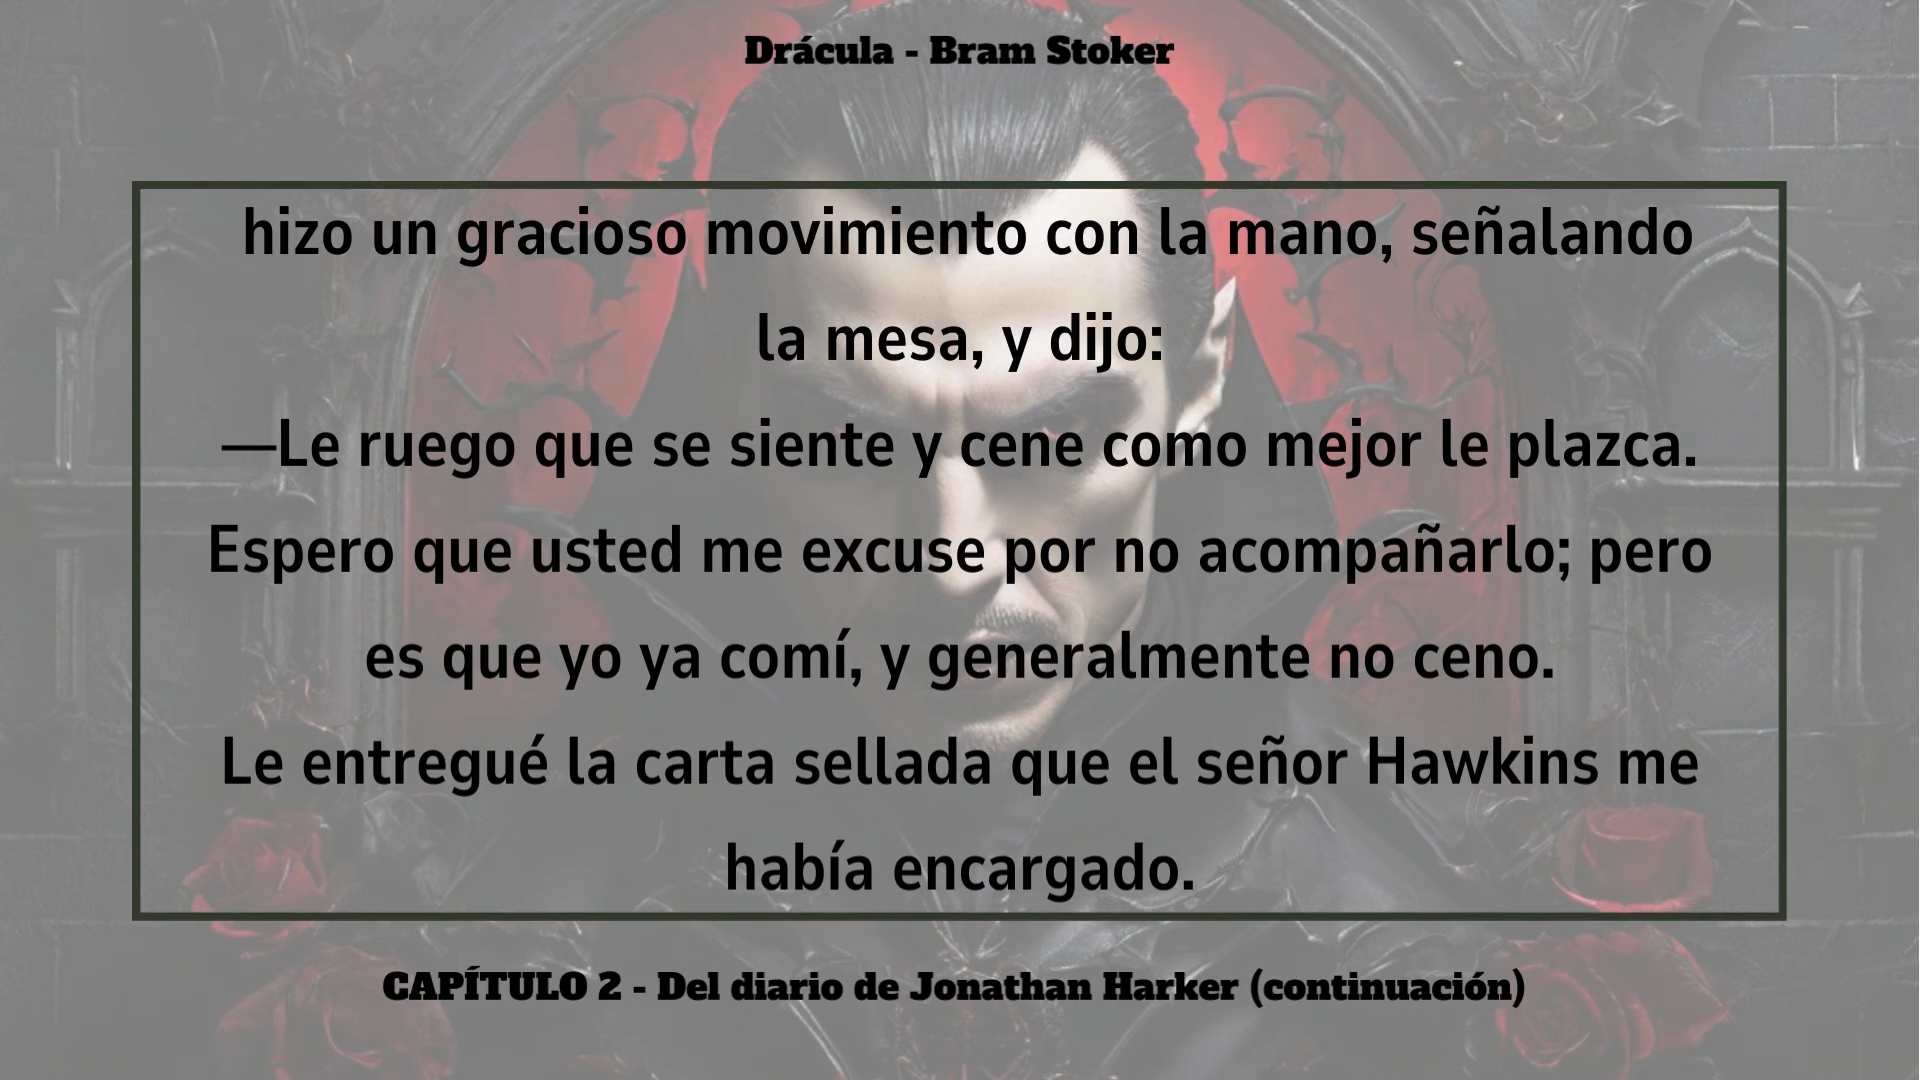 Drácula - Bram Stoker
hizo un gracioso movimiento con la mano, señalando
la mesa, y dijo:
—Le ruego que se siente y cene como mejor le plazca.
Espero que usted me excuse por no acompañarlo; pero
es que yo ya comí, y generalmente no ceno.
Le entregué la carta sellada que el señor Hawkins me
había encargado.
CAPÍTULO 2 - Del diario de Jonathan Harker (continuación)